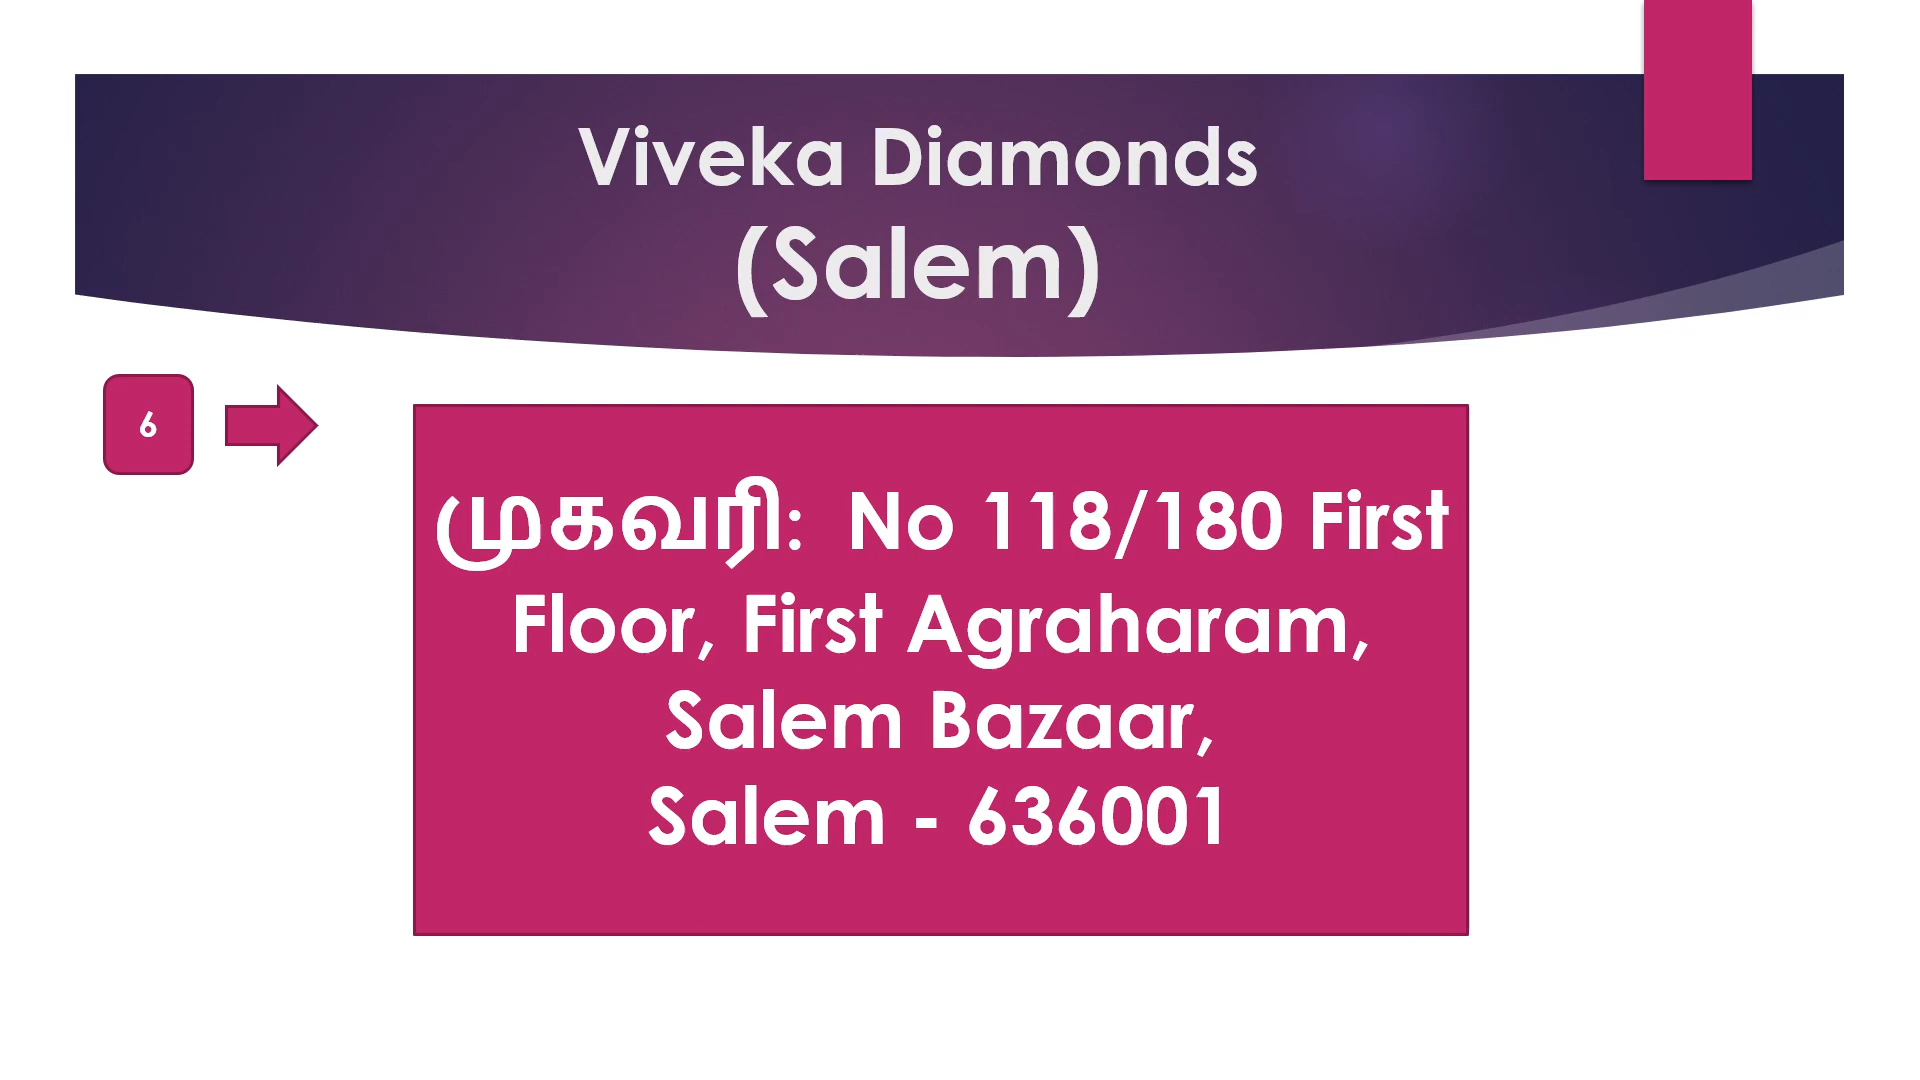 Viveka Diamonds
(Salem)
6
முகவரி: No 118/180 First
Floor, First Agraharam,
Salem Bazaar,
Salem - 636001